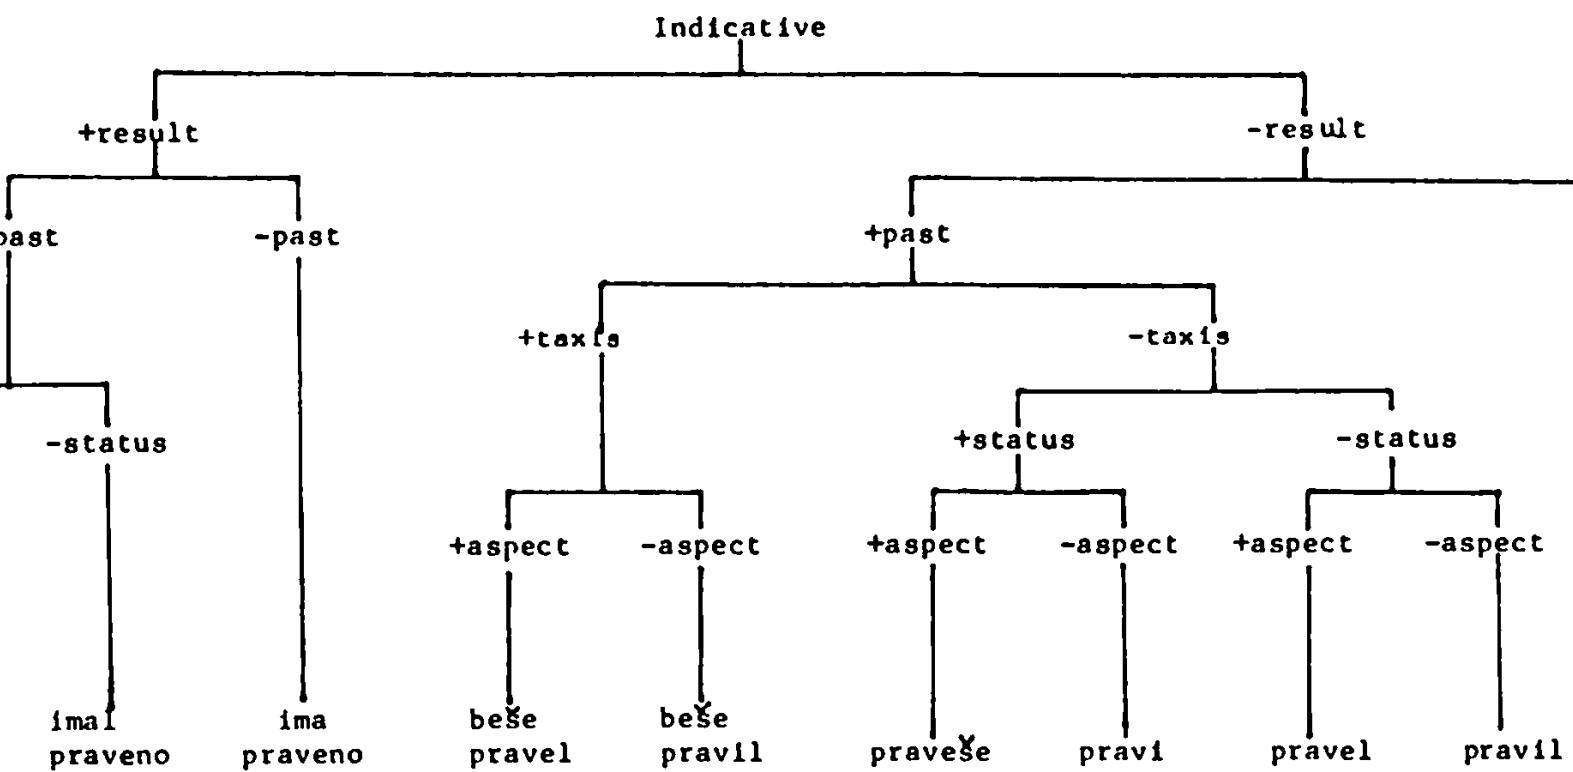 Indicative
+result -result
past -past +past
+taxis -taxis
-status +status -status
+aspect -aspect +aspect -aspect +aspect -aspect
imal ima beše beše
praveno praveno pravel pravil praveše pravi pravel pravil